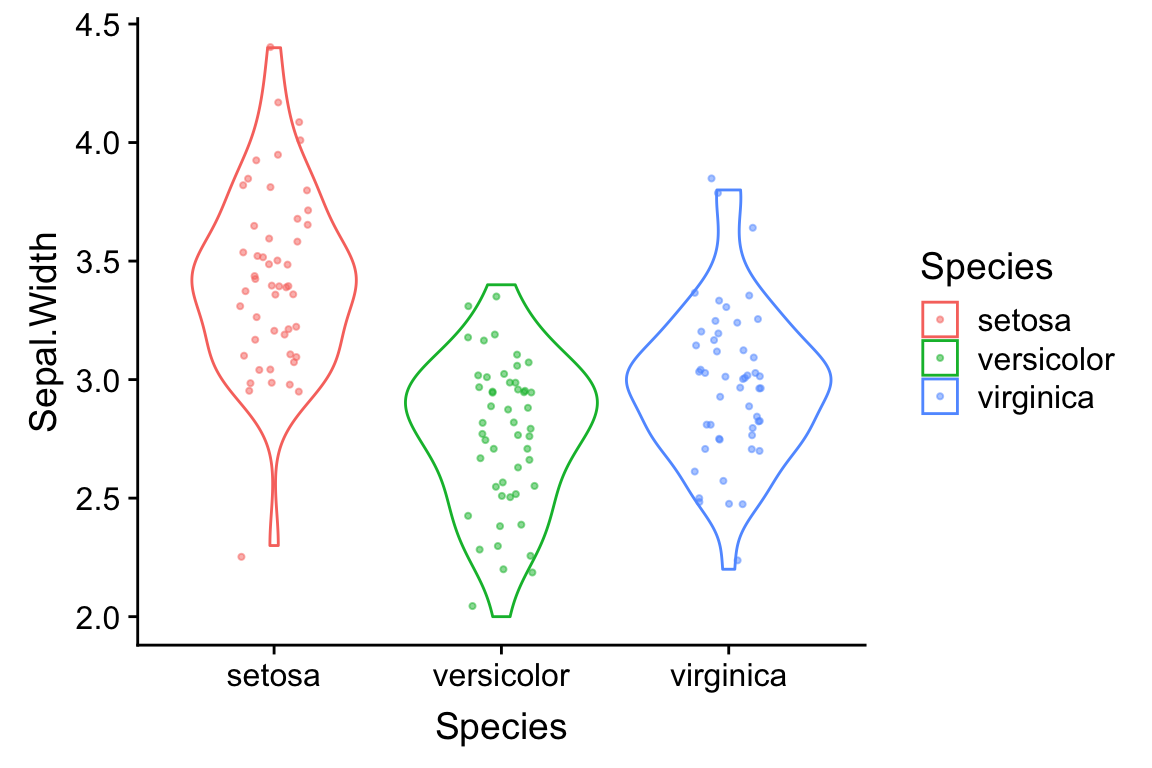 4.5
4.0
3.5
3.0
2.5
2.0
Sepal.Width
setosa versicolor virginica
Species
Species
setosa
versicolor
virginica